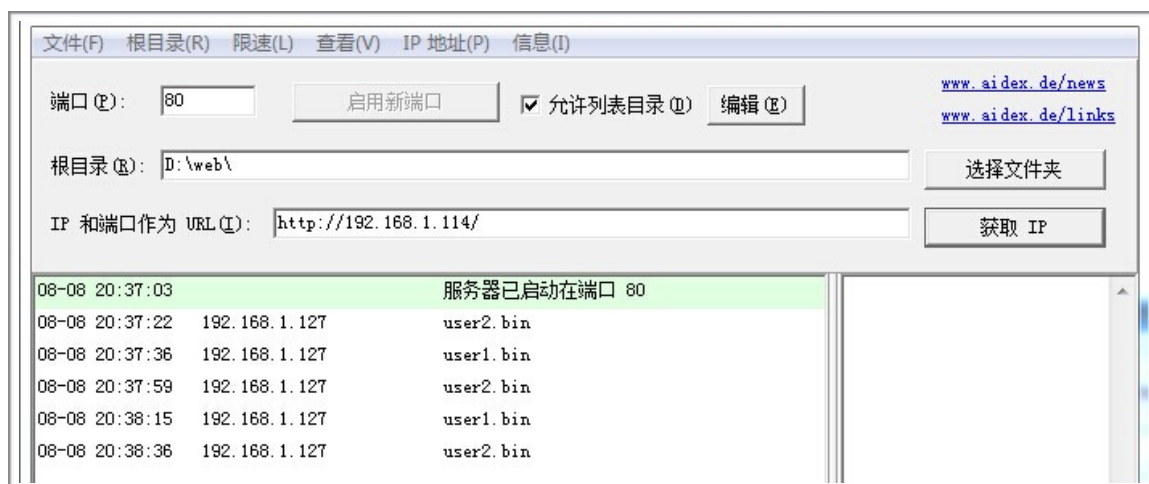 文件(F) 根目录(R) 限速(L) 查看(V) IP 地址(P) 信息(I)
端口(P): 80 启用新端口 允许列表目录(D) 编辑(E) www.aidex.de/news
www.aidex.de/links
根目录(R): D:\web\ 选择文件夹
IP 和端口作为 URL(I): http://192.168.1.114/ 获取 IP
08-08 20:37:03 服务器已启动在端口 80
08-08 20:37:22 192.168.1.127 user2.bin
08-08 20:37:36 192.168.1.127 user1.bin
08-08 20:37:59 192.168.1.127 user2.bin
08-08 20:38:15 192.168.1.127 user1.bin
08-08 20:38:36 192.168.1.127 user2.bin